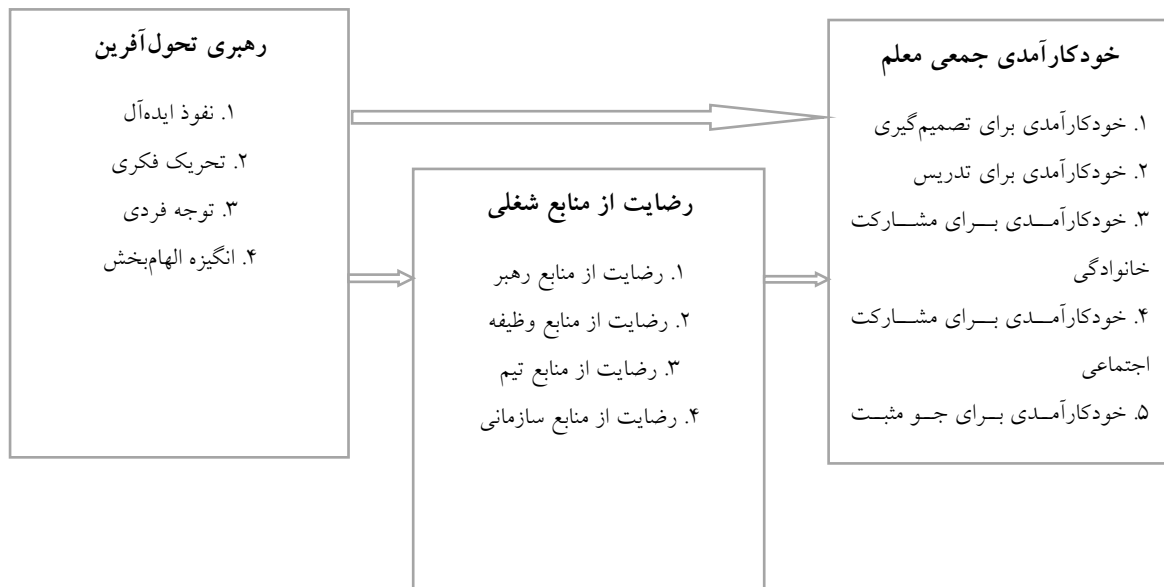 رهبری تحول‌آفرین
۱. نفوذ ایده‌آل
۲. تحریک فکری
۳. توجه فردی
۴. انگیزه الهام‌بخش
رضایت از منابع شغلی
۱. رضایت از منابع رهبر
۲. رضایت از منابع وظیفه
۳. رضایت از منابع تیم
۴. رضایت از منابع سازمانی
خودکارآمدی جمعی معلم
۱. خودکارآمدی برای تصمیم‌گیری
۲. خودکارآمدی برای تدریس
۳. خودکارآمدی برای مشارکت
خانوادگی
۴. خودکارآمدی برای مشارکت
اجتماعی
۵. خودکارآمدی برای جو مثبت